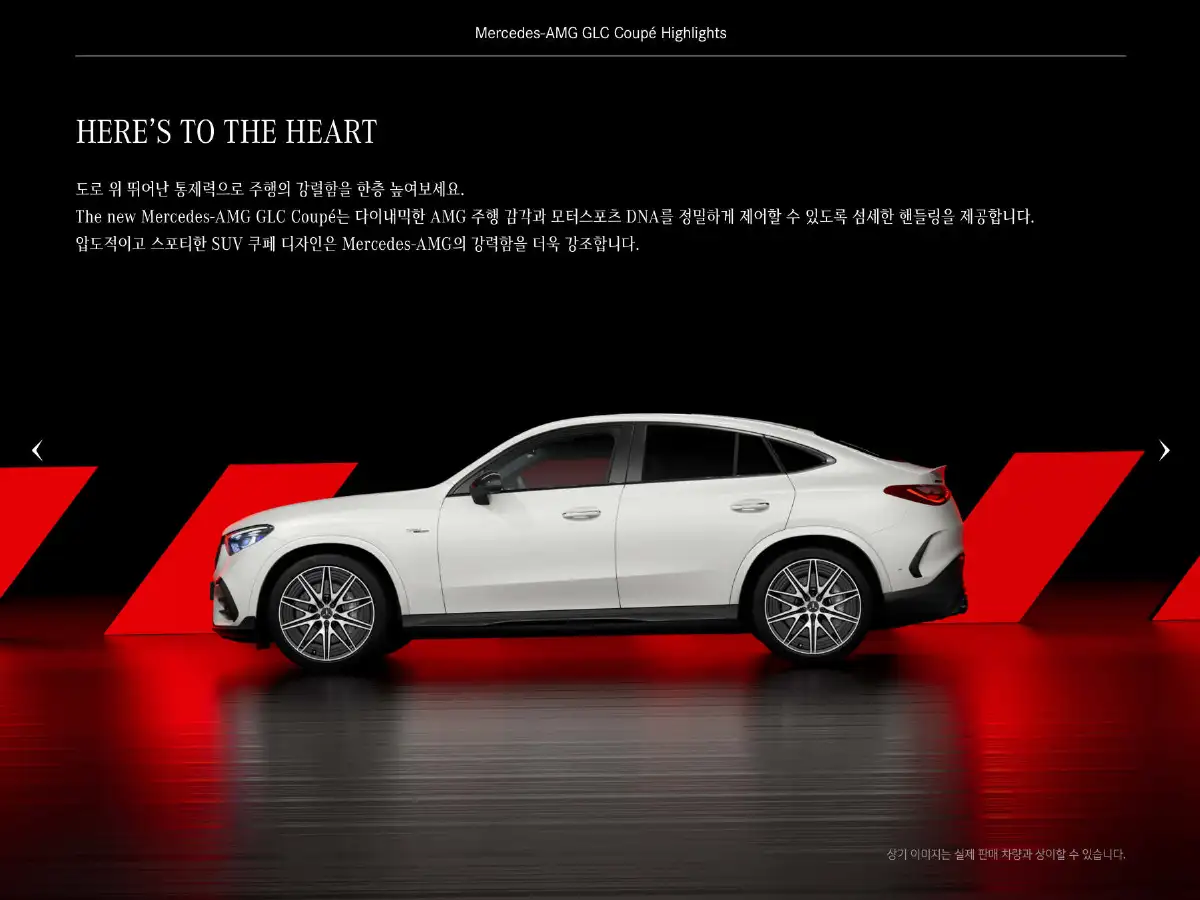 Mercedes-AMG GLC Coupé Highlights
HERE’S TO THE HEART
도로 위 뛰어난 통제력으로 주행의 강렬함을 한층 높여보세요.
The new Mercedes-AMG GLC Coupé는 다이내믹한 AMG 주행 감각과 모터스포츠 DNA를 정밀하게 제어할 수 있도록 섬세한 핸들링을 제공합니다.
압도적이고 스포티한 SUV 쿠페 디자인은 Mercedes-AMG의 강력함을 더욱 강조합니다.
상기 이미지는 실제 판매 차량과 상이할 수 있습니다.